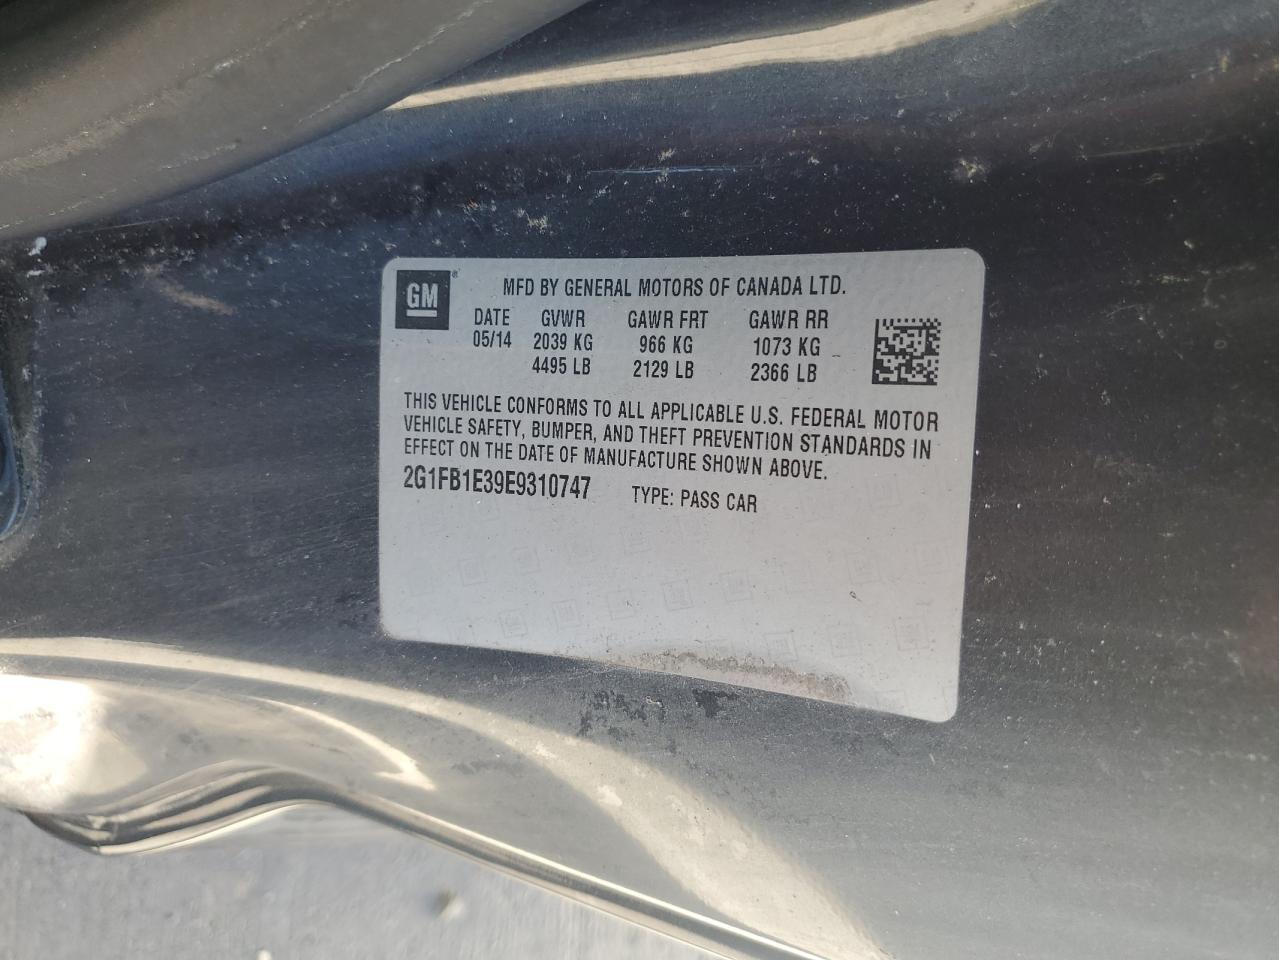 GM
MFD BY GENERAL MOTORS OF CANADA LTD.
DATE GVWR GAWR FRT GAWR RR
05/14 2039 KG 966 KG 1073 KG
4495 LB 2129 LB 2366 LB
THIS VEHICLE CONFORMS TO ALL APPLICABLE U.S. FEDERAL MOTOR
VEHICLE SAFETY, BUMPER, AND THEFT PREVENTION STANDARDS IN
EFFECT ON THE DATE OF MANUFACTURE SHOWN ABOVE.
2G1FB1E39E9310747 TYPE: PASS CAR